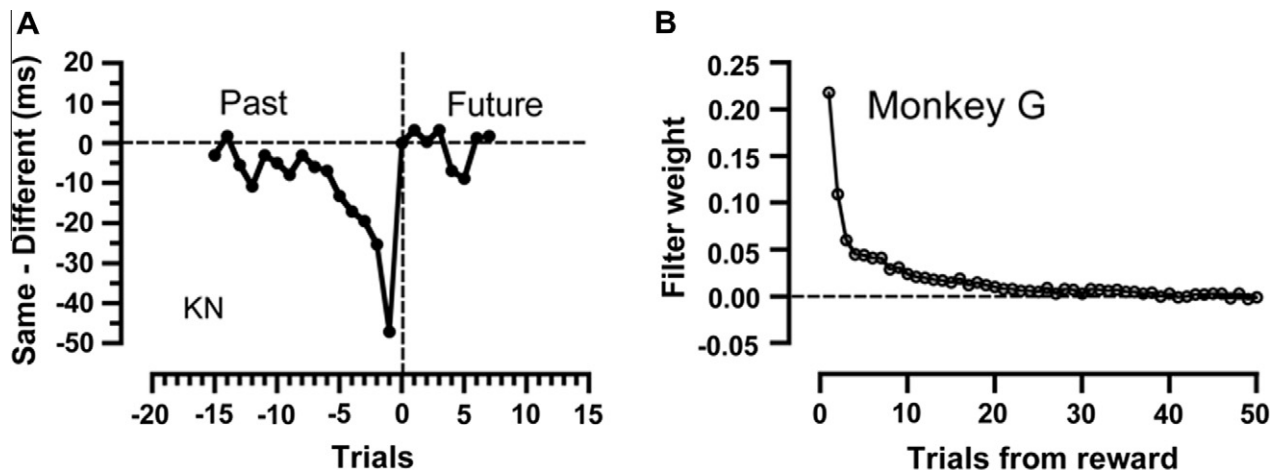 A
Same - Different (ms)
20
10
0
-10
-20
-30
-40
-50
Past
Future
KN
-20
-15
-10
-5
0
5
10
15
Trials
B
Filter weight
0.25
0.20
0.15
0.10
0.05
0.00
-0.05
Monkey G
0
10
20
30
40
50
Trials from reward